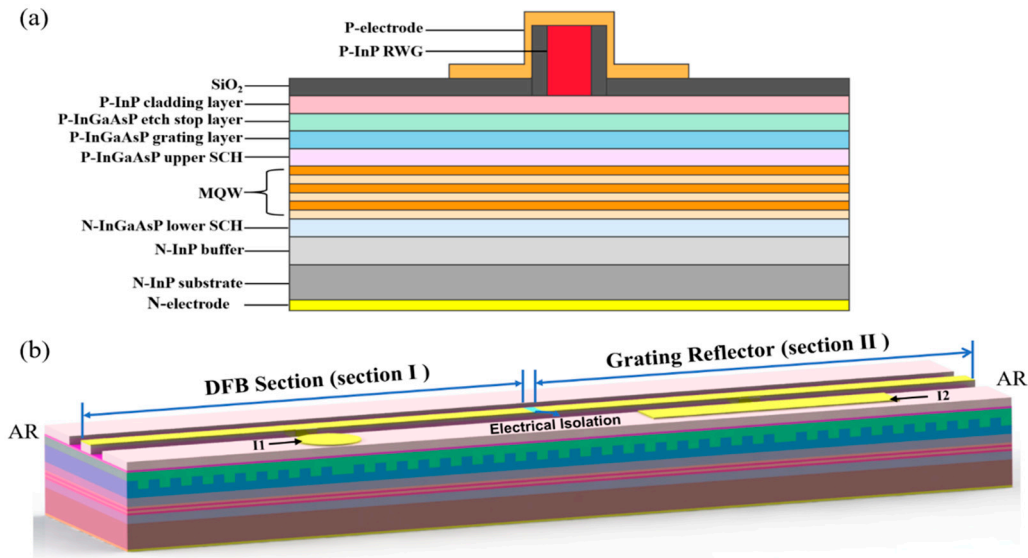 (a)
P-electrode
P-InP RWG
SiO₂
P-InP cladding layer
P-InGaAsP etch stop layer
P-InGaAsP grating layer
P-InGaAsP upper SCH
MQW
N-InGaAsP lower SCH
N-InP buffer
N-InP substrate
N-electrode
(b)
DFB Section (section I )
Grating Reflector (section II )
AR
AR
I1
Electrical Isolation
I2